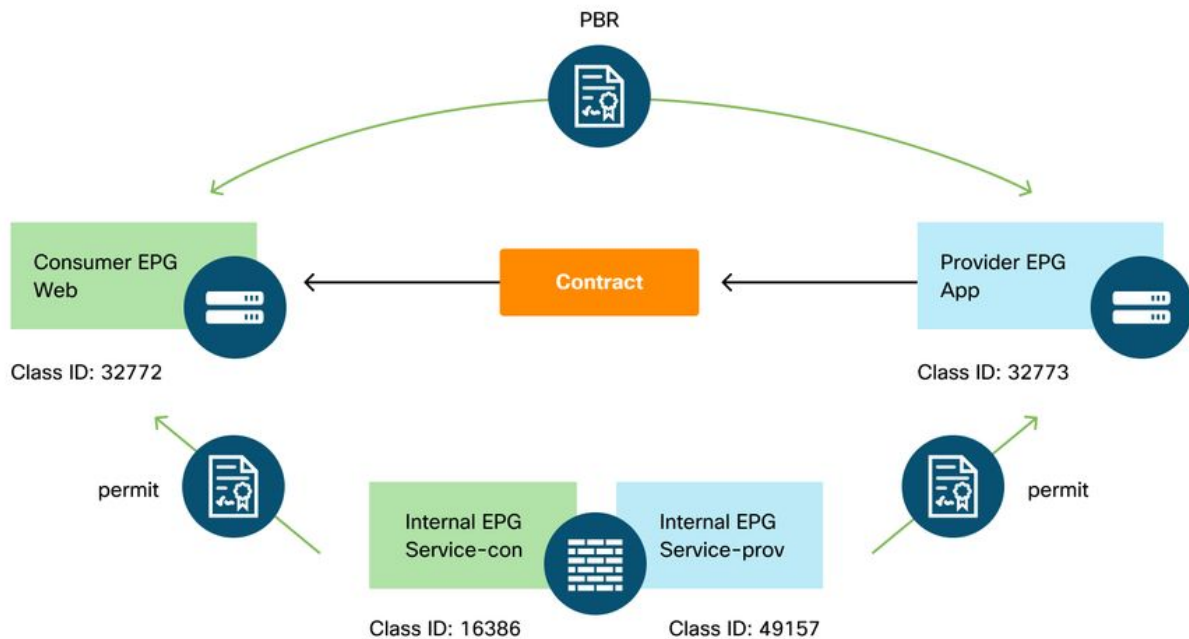 PBR
Consumer EPG
Web
Contract
Provider EPG
App
Class ID: 32772
Class ID: 32773
permit
permit
Internal EPG
Service-con
Internal EPG
Service-prov
Class ID: 16386
Class ID: 49157